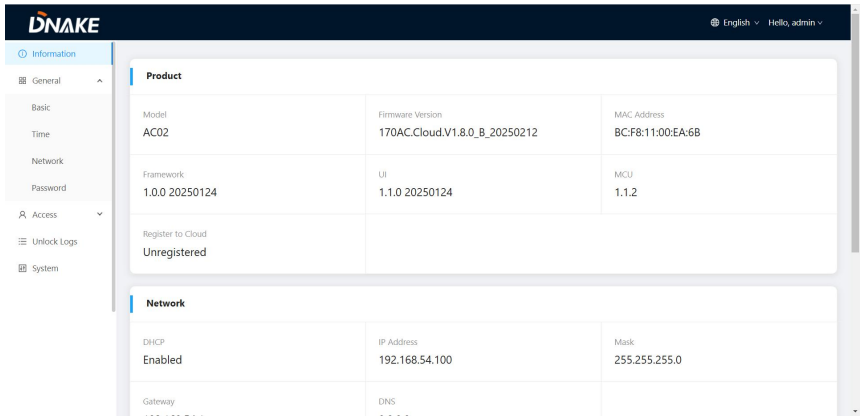 DNAKE
English Hello, admin
Information
General
Basic
Time
Network
Password
Access
Unlock Logs
System
Product
Model Firmware Version MAC Address
AC02 170AC.Cloud.V1.8.0_B_20250212 BC:F8:11:00:EA:6B
Framework UI MCU
1.0.0 20250124 1.1.0 20250124 1.1.2
Register to Cloud
Unregistered
Network
DHCP IP Address Mask
Enabled 192.168.54.100 255.255.255.0
Gateway DNS